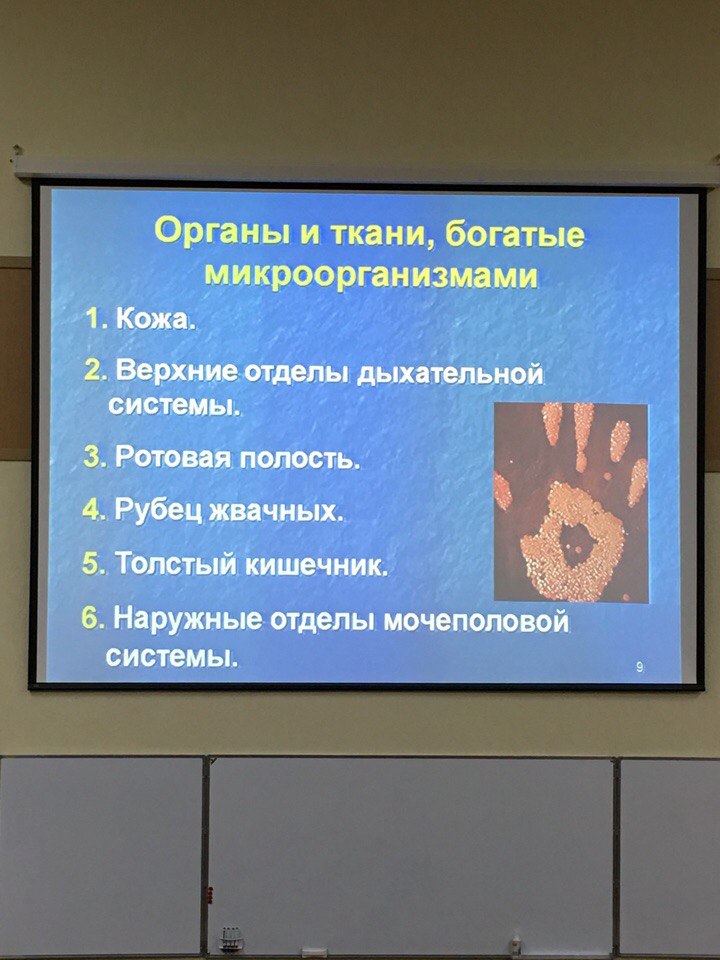 Органы и ткани, богатые
микроорганизмами
1. Кожа.
2. Верхние отделы дыхательной
системы.
3. Ротовая полость.
4. Рубец жвачных.
5. Толстый кишечник.
6. Наружные отделы мочеполовой
системы.
9